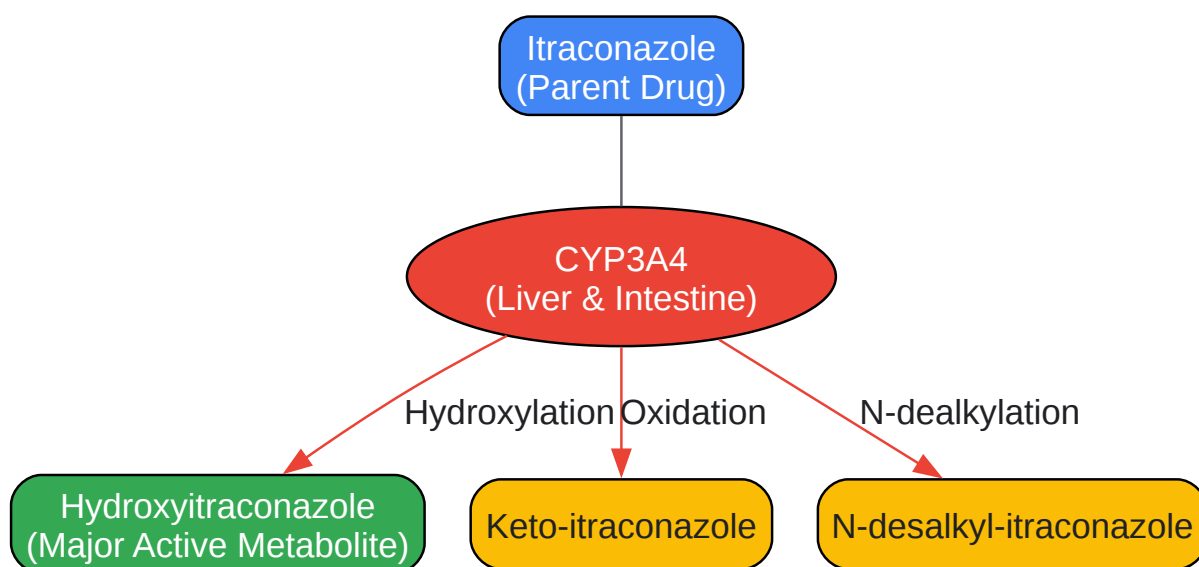 Itraconazole
(Parent Drug)
CYP3A4
(Liver & Intestine)
Hydroxylation
Oxidation
N-dealkylation
Hydroxyitraconazole
(Major Active Metabolite)
Keto-itraconazole
N-desalkyl-itraconazole